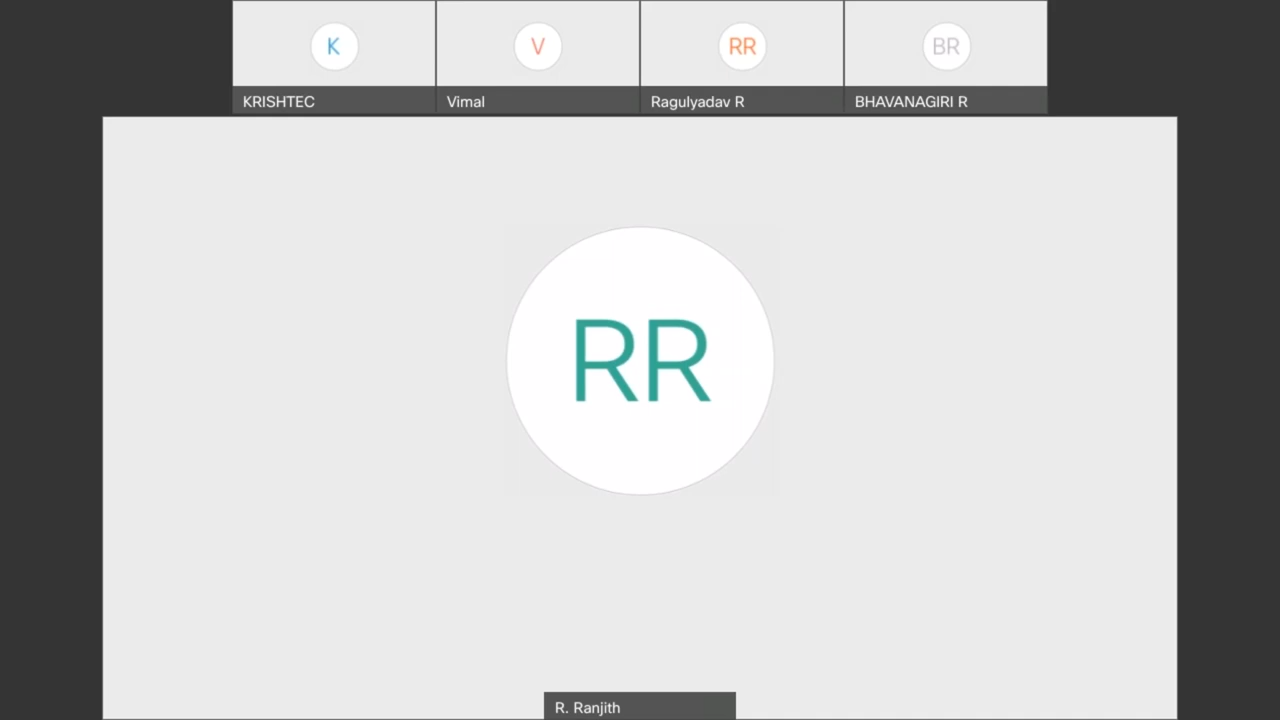 K
V
RR
BR
KRISHTEC
Vimal
Ragulyadav R
BHAVANAGIRI R
RR
R. Ranjith